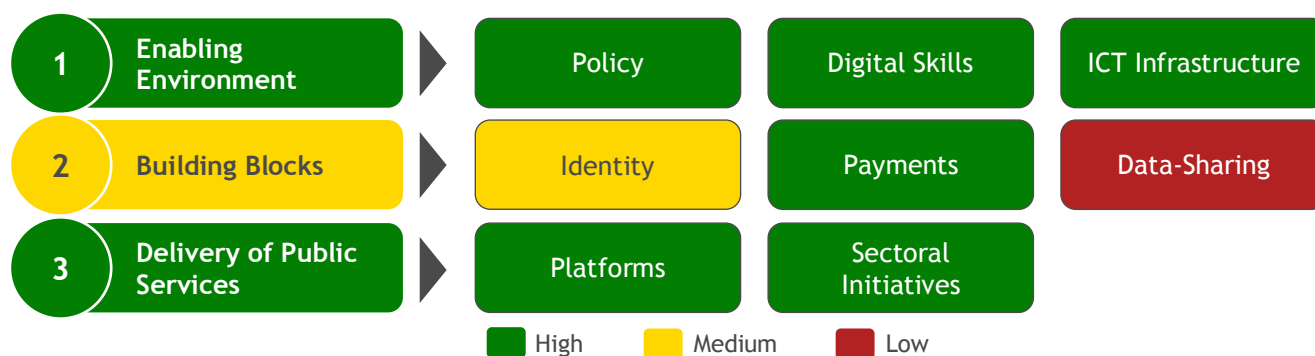 1
Enabling
Environment
Policy
Digital Skills
ICT Infrastructure
2
Building Blocks
Identity
Payments
Data-Sharing
3
Delivery of Public
Services
Platforms
Sectoral
Initiatives
High
Medium
Low